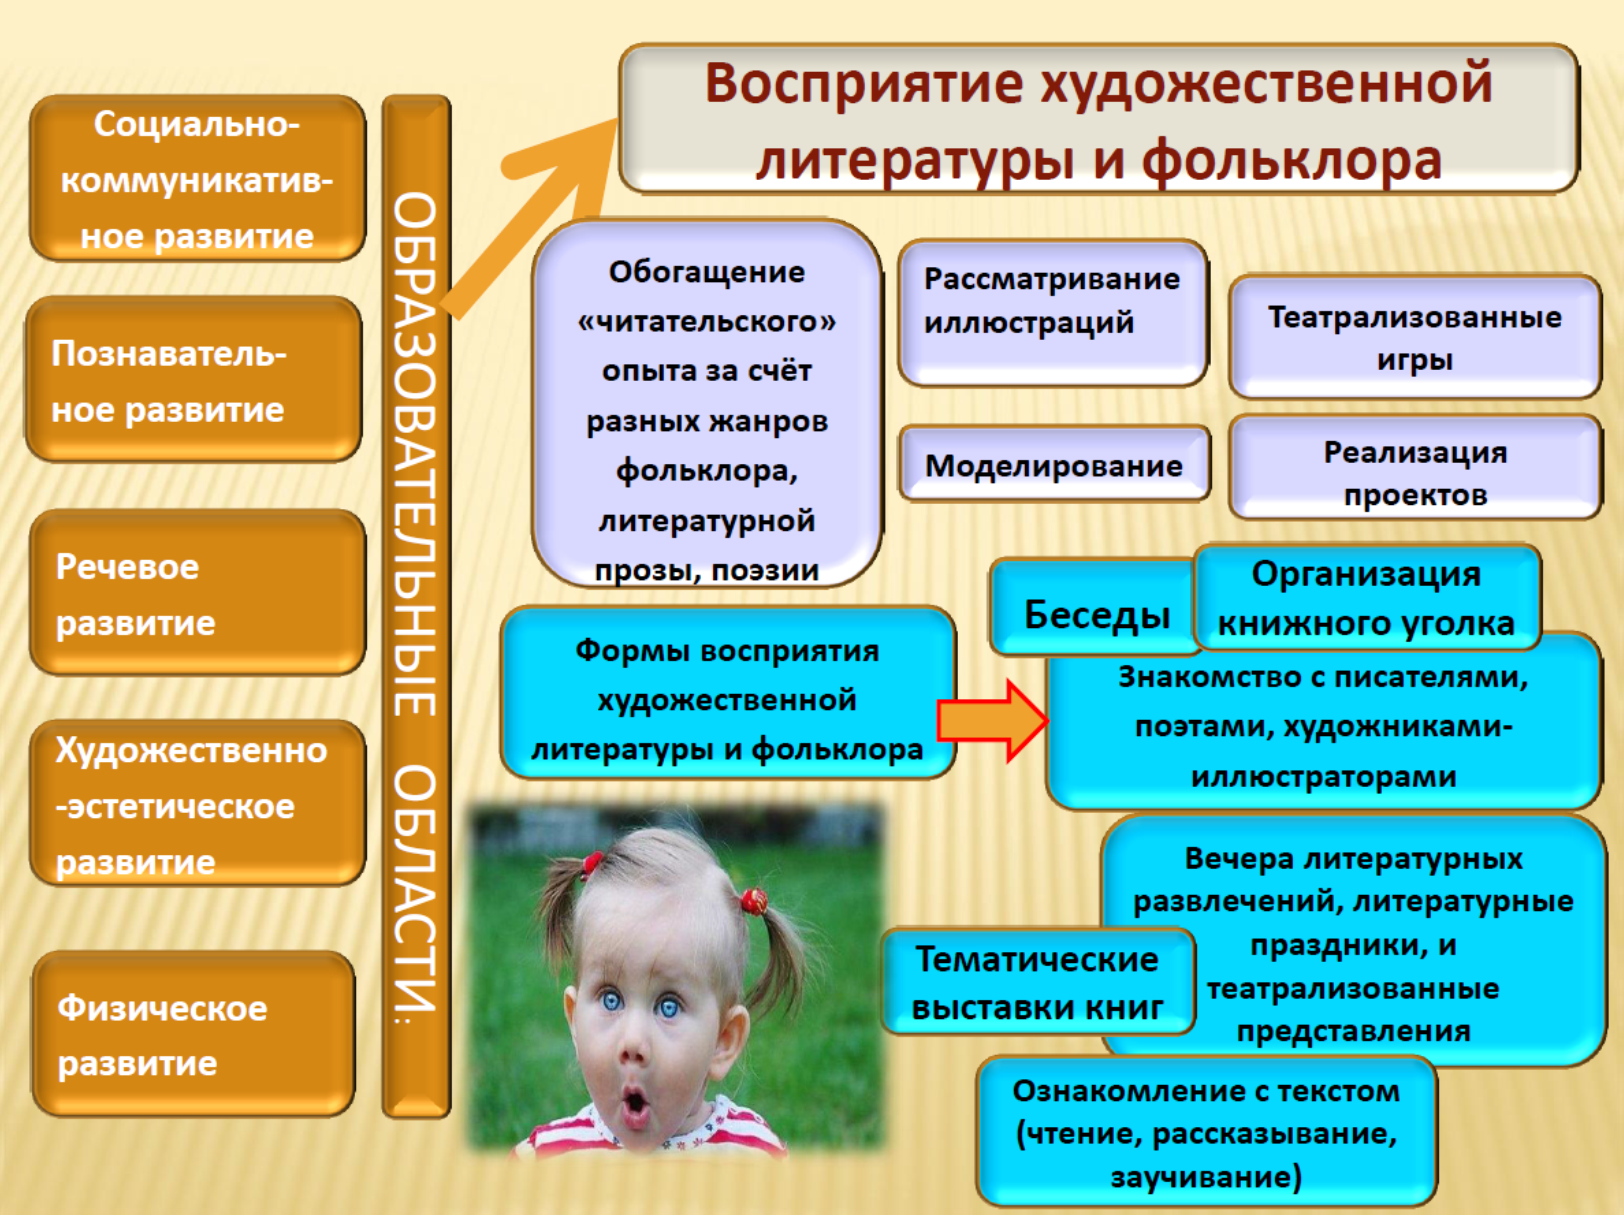 Восприятие художественной
литературы и фольклора
Социально-
коммуникатив-
ное развитие
Познаватель-
ное развитие
Речевое
развитие
Художественно
-эстетическое
развитие
Физическое
развитие
ОБРАЗОВАТЕЛЬНЫЕ ОБЛАСТИ:
Обогащение
«читательского»
опыта за счёт
разных жанров
фольклора,
литературной
прозы, поэзии
Рассматривание
иллюстраций
Театрализованные
игры
Моделирование
Реализация
проектов
Формы восприятия
художественной
литературы и фольклора
Беседы
Организация
книжного уголка
Знакомство с писателями,
поэтами, художниками-
иллюстраторами
Вечера литературных
развлечений, литературные
праздники, и
театрализованные
представления
Тематические
выставки книг
Ознакомление с текстом
(чтение, рассказывание,
заучивание)